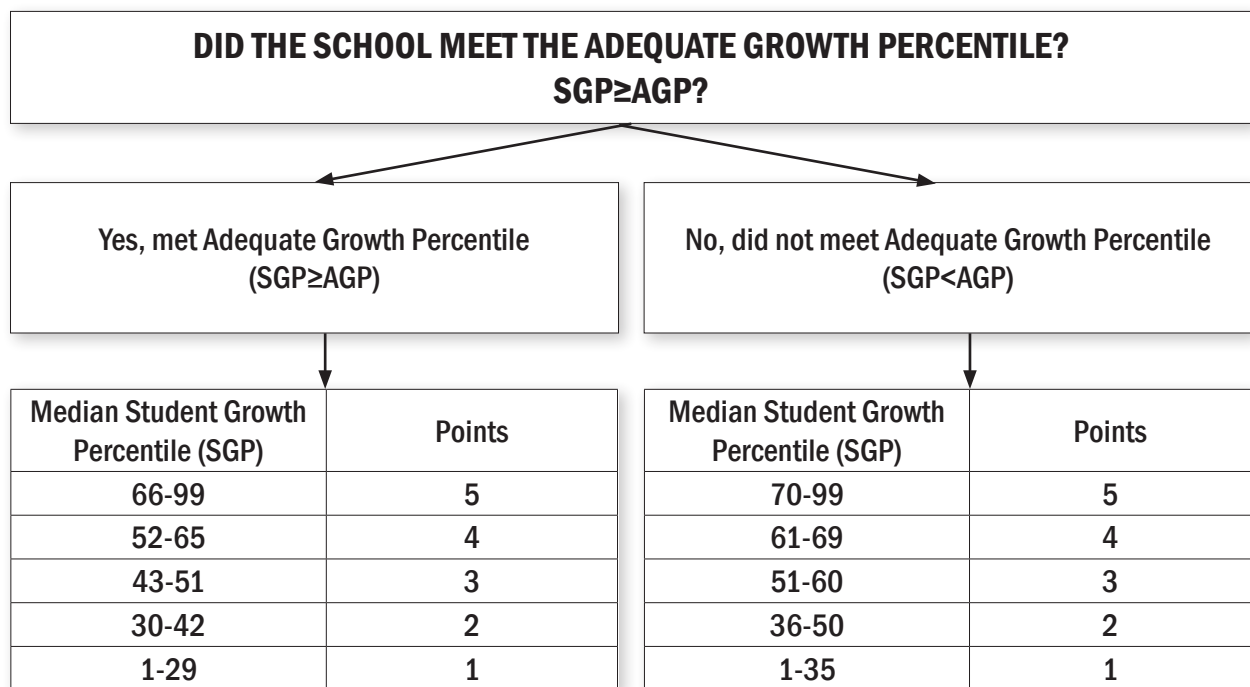 DID THE SCHOOL MEET THE ADEQUATE GROWTH PERCENTILE?
SGP≥AGP?
Yes, met Adequate Growth Percentile
(SGP≥AGP)
No, did not meet Adequate Growth Percentile
(SGP<AGP)
Median Student Growth
Percentile (SGP)
Points
66-99 5
52-65 4
43-51 3
30-42 2
1-29 1
Median Student Growth
Percentile (SGP)
Points
70-99 5
61-69 4
51-60 3
36-50 2
1-35 1